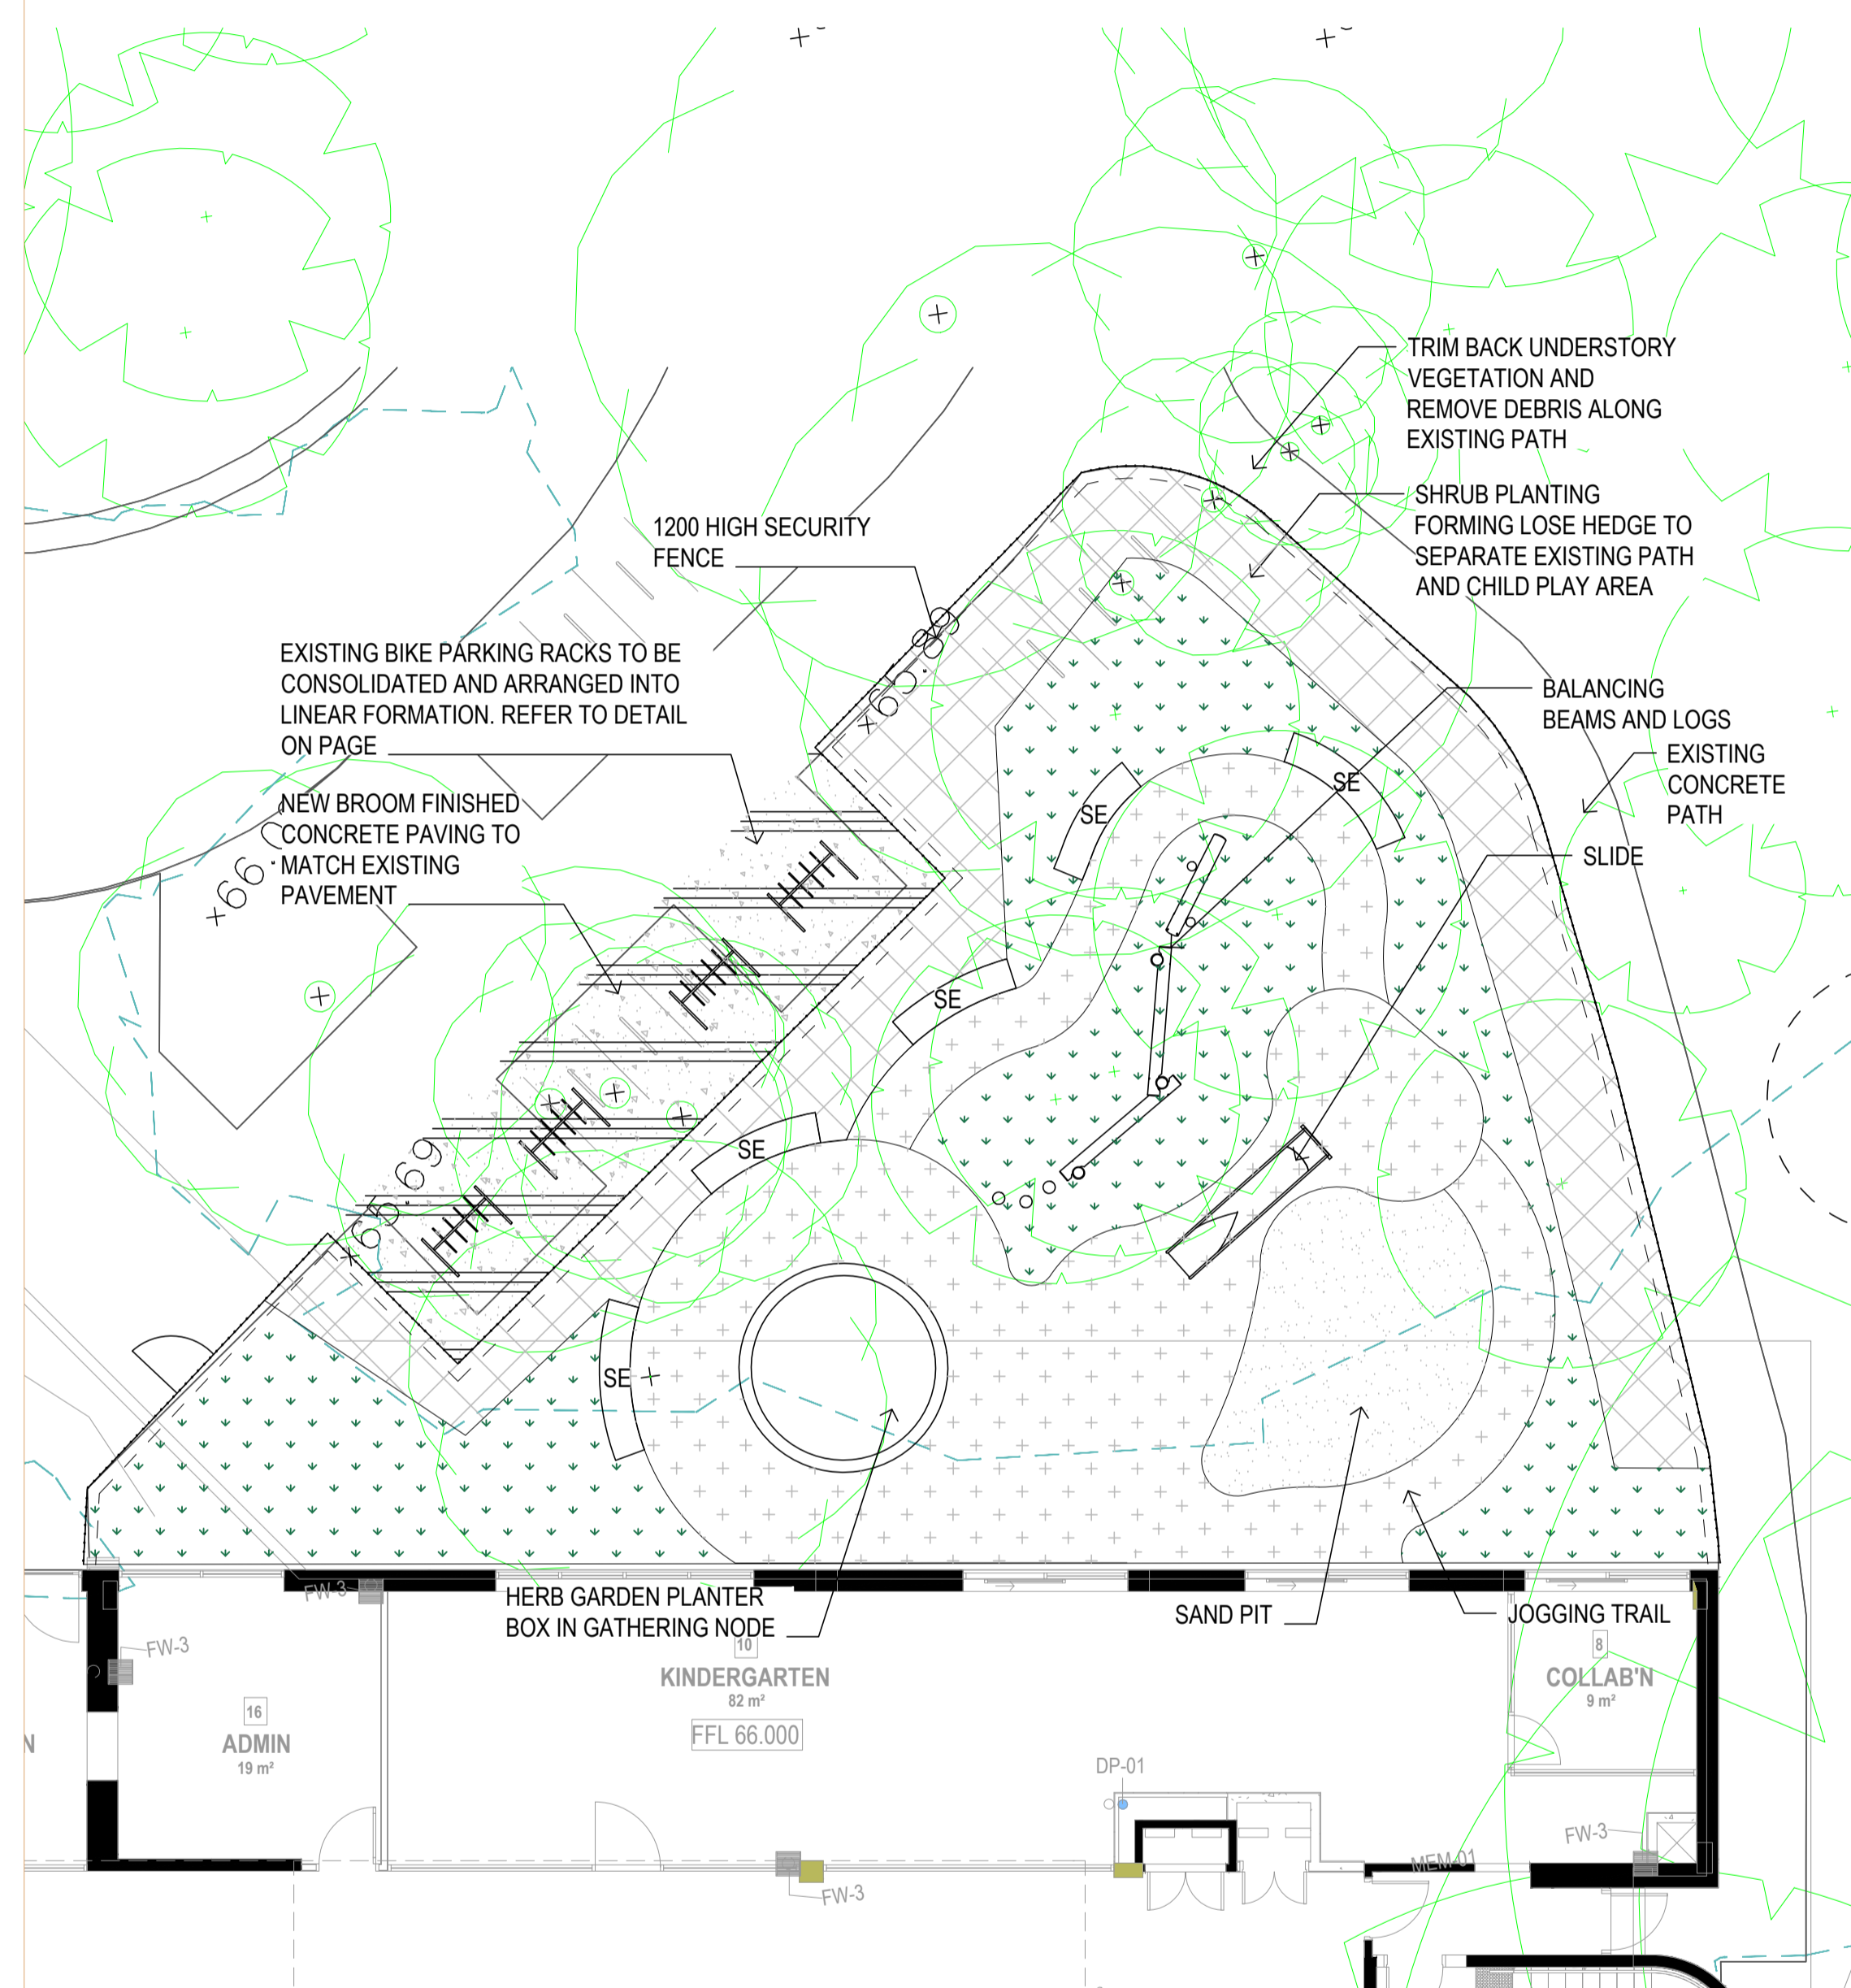 TRIM BACK UNDERSTORY
VEGETATION AND
REMOVE DEBRIS ALONG
EXISTING PATH
SHRUB PLANTING
FORMING LOSE HEDGE TO
SEPARATE EXISTING PATH
AND CHILD PLAY AREA
1200 HIGH SECURITY
FENCE
×65.89
EXISTING BIKE PARKING RACKS TO BE
CONSOLIDATED AND ARRANGED INTO
LINEAR FORMATION. REFER TO DETAIL
ON PAGE
BALANCING
BEAMS AND LOGS
EXISTING
CONCRETE
PATH
NEW BROOM FINISHED
CONCRETE PAVING TO
MATCH EXISTING
PAVEMENT
SLIDE
SE
SE
SE
SE
SE
×65.69
HERB GARDEN PLANTER
BOX IN GATHERING NODE
SAND PIT
JOGGING TRAIL
FW-3
FW-3
10
KINDERGARTEN
82 m²
FFL 66.000
8
COLLAB'N
9 m²
16
ADMIN
19 m²
N
DP-01
FW-3
MEM-01
FW-3